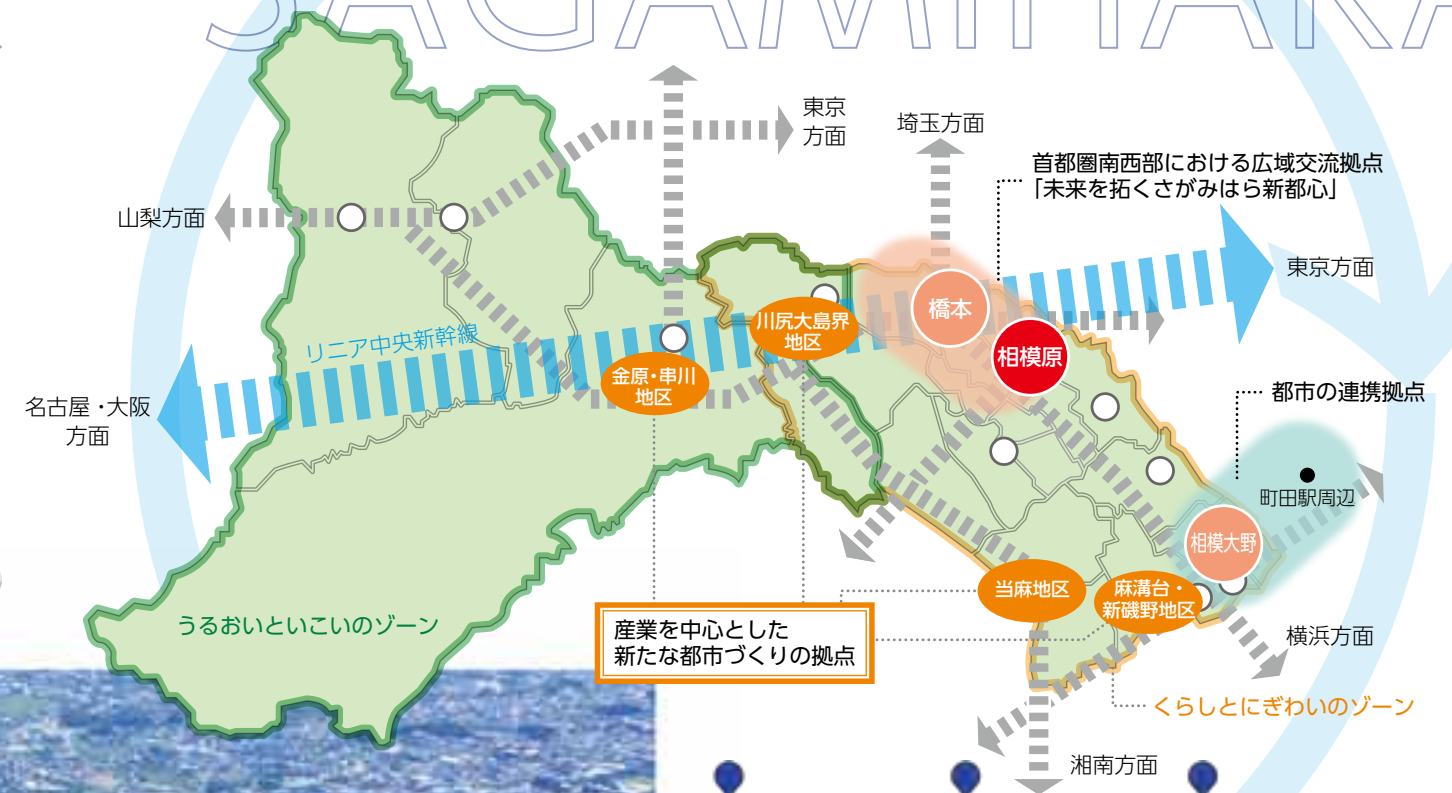 SAGAMIHARA
東京
方面
埼玉方面
首都圏南西部における広域交流拠点
「未来を拓くさがみはら新都心」
山梨方面
東京方面
橋本
川尻大島界
地区
リニア中央新幹線
相模原
金原・串川
地区
名古屋・大阪
方面
都市の連携拠点
町田駅周辺
相模大野
当麻地区
麻溝台・
新磯野地区
うるおいといこいのゾーン
産業を中心とした
新たな都市づくりの拠点
横浜方面
くらしとにぎわいのゾーン
湘南方面